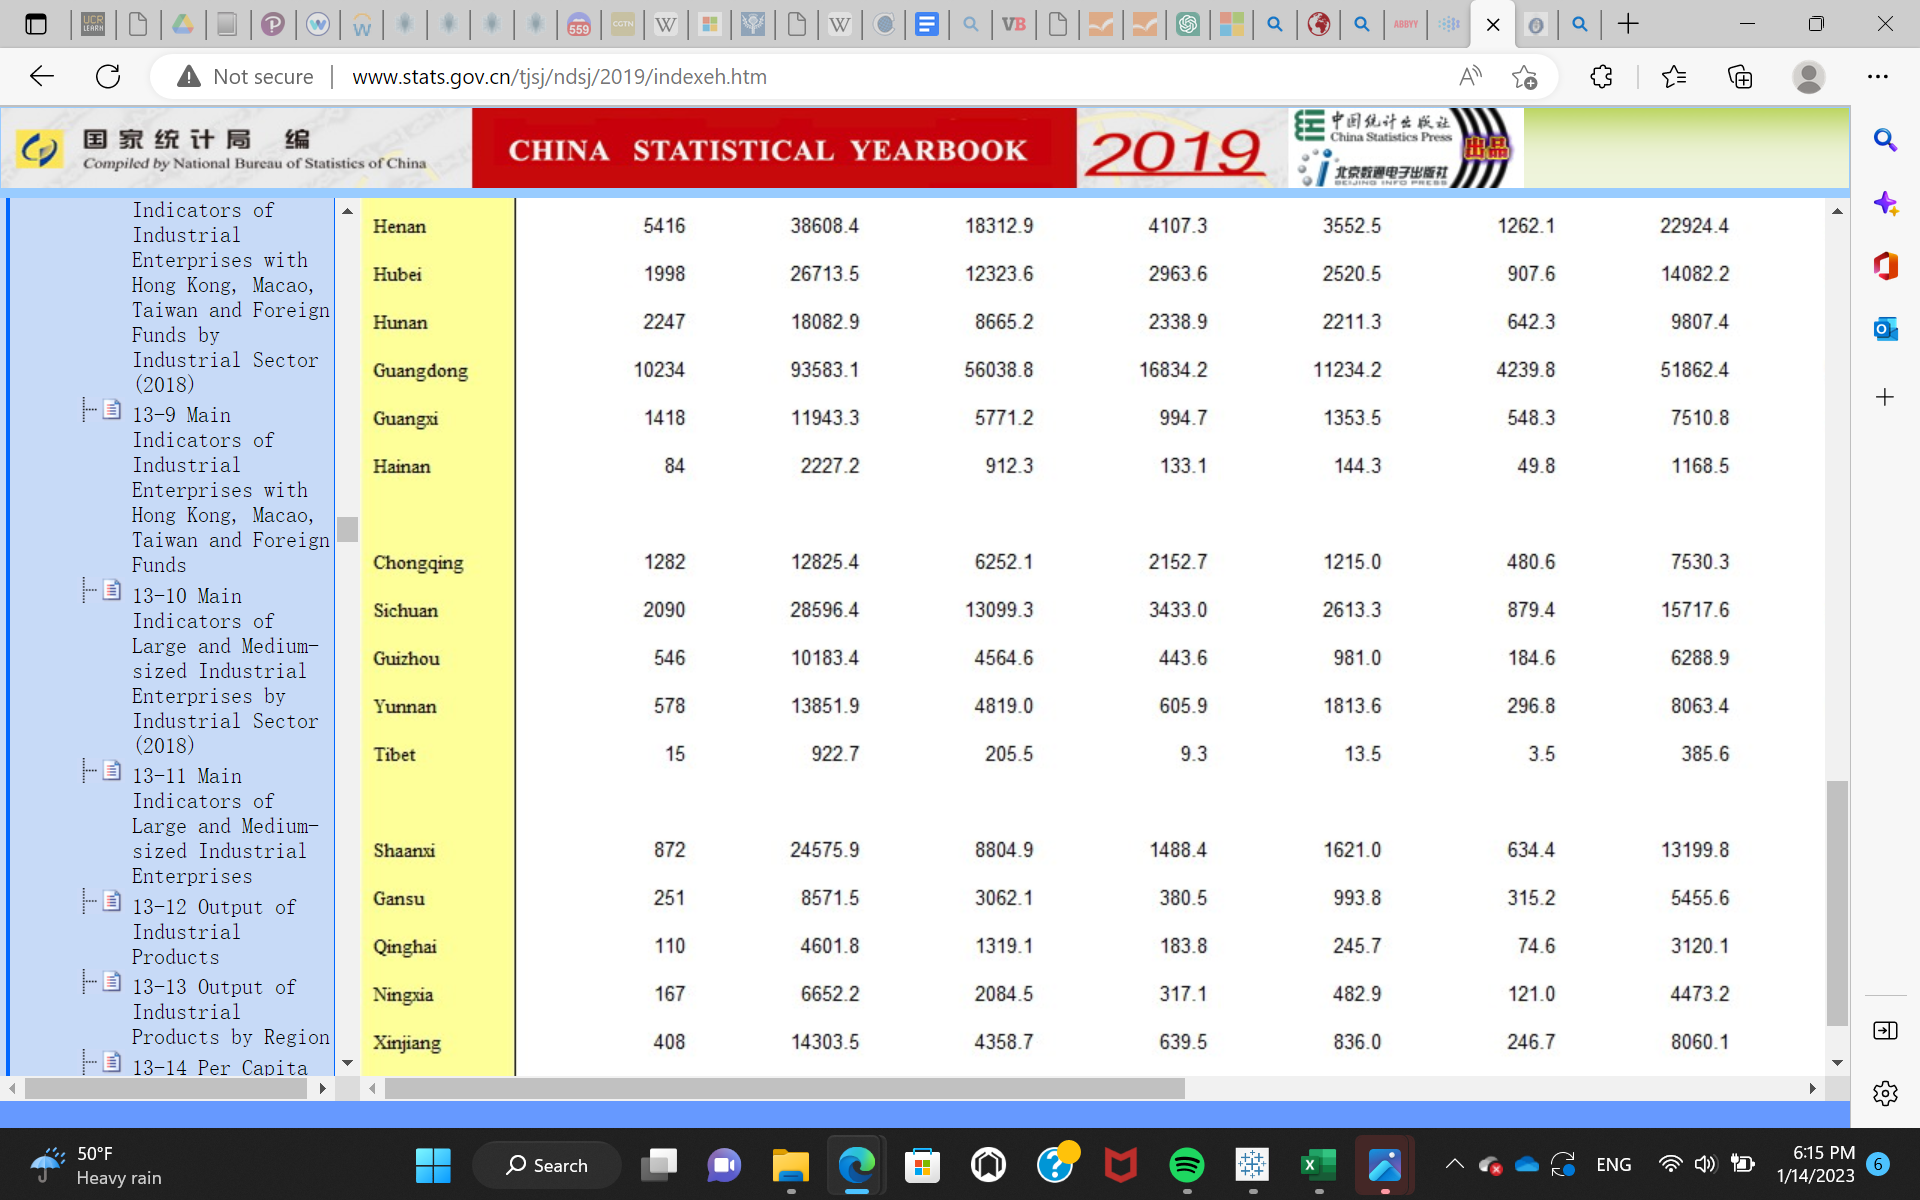 UCR
LEARN
559
CGTN
W
W
VB
ABBYY
Not secure
www.stats.gov.cn/tjsj/ndsj/2019/indexeh.htm
国家统计局 编
Compiled by National Bureau of Statistics of China
CHINA STATISTICAL YEARBOOK
2019
中国统计出版社
China Statistics Press
北京数通电子出版社
BEIJING INFO PRESS
出品
Indicators of
Industrial
Enterprises with
Hong Kong, Macao,
Taiwan and Foreign
Funds by
Industrial Sector
(2018)
13-9 Main
Indicators of
Industrial
Enterprises with
Hong Kong, Macao,
Taiwan and Foreign
Funds
13-10 Main
Indicators of
Large and Medium-
sized Industrial
Enterprises by
Industrial Sector
(2018)
13-11 Main
Indicators of
Large and Medium-
sized Industrial
Enterprises
13-12 Output of
Industrial
Products
13-13 Output of
Industrial
Products by Region
13-14 Per Capita
Henan 5416 38608.4 18312.9 4107.3 3552.5 1262.1 22924.4
Hubei 1998 26713.5 12323.6 2963.6 2520.5 907.6 14082.2
Hunan 2247 18082.9 8665.2 2338.9 2211.3 642.3 9807.4
Guangdong 10234 93583.1 56038.8 16834.2 11234.2 4239.8 51862.4
Guangxi 1418 11943.3 5771.2 994.7 1353.5 548.3 7510.8
Hainan 84 2227.2 912.3 133.1 144.3 49.8 1168.5
Chongqing 1282 12825.4 6252.1 2152.7 1215.0 480.6 7530.3
Sichuan 2090 28596.4 13099.3 3433.0 2613.3 879.4 15717.6
Guizhou 546 10183.4 4564.6 443.6 981.0 184.6 6288.9
Yunnan 578 13851.9 4819.0 605.9 1813.6 296.8 8063.4
Tibet 15 922.7 205.5 9.3 13.5 3.5 385.6
Shaanxi 872 24575.9 8804.9 1488.4 1621.0 634.4 13199.8
Gansu 251 8571.5 3062.1 380.5 993.8 315.2 5455.6
Qinghai 110 4601.8 1319.1 183.8 245.7 74.6 3120.1
Ningxia 167 6652.2 2084.5 317.1 482.9 121.0 4473.2
Xinjiang 408 14303.5 4358.7 639.5 836.0 246.7 8060.1
50°F
Heavy rain
Search
ENG
6:15 PM
1/14/2023
6